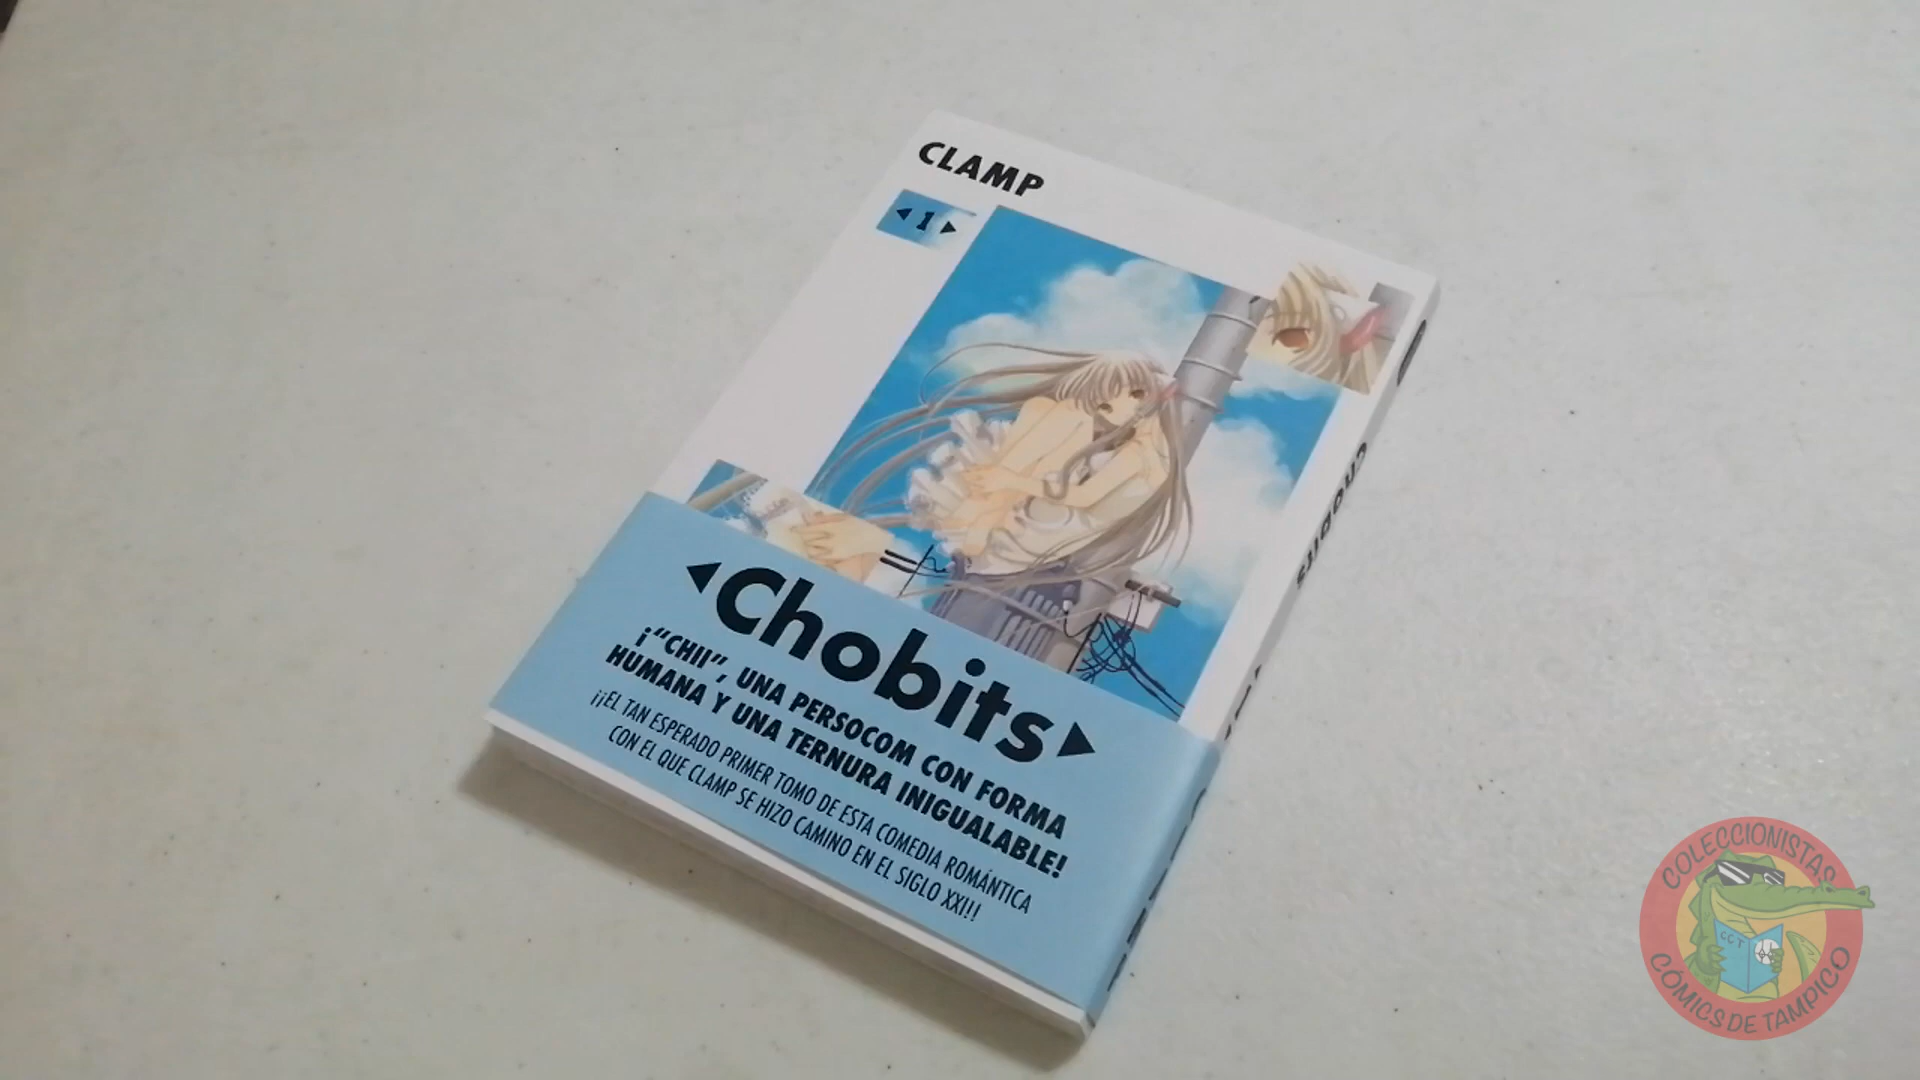 CLAMP
1
Chobits
¡“CHII”, UNA PERSOCOM CON FORMA
HUMANA Y UNA TERNURA INIGUALABLE!
¡¡EL TAN ESPERADO PRIMER TOMO DE ESTA COMEDIA ROMÁNTICA
CON EL QUE CLAMP SE HIZO CAMINO EN EL SIGLO XXI!!
Chobits
COLECCIONISTAS
CCT
CÓMICS DE TAMPICO